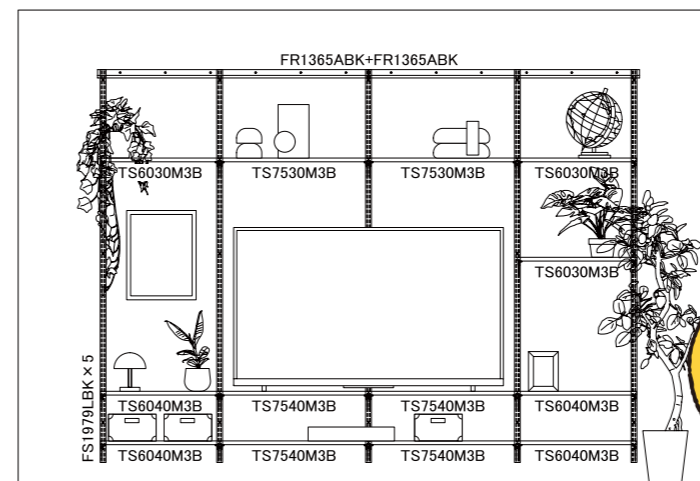 FR1365ABK+FR1365ABK
TS6030M3B TS7530M3B TS7530M3B TS6030M3B
TS6030M3B
FS1979LBK × 5
TS6040M3B TS7540M3B TS7540M3B TS6040M3B
TS6040M3B TS7540M3B TS7540M3B TS6040M3B